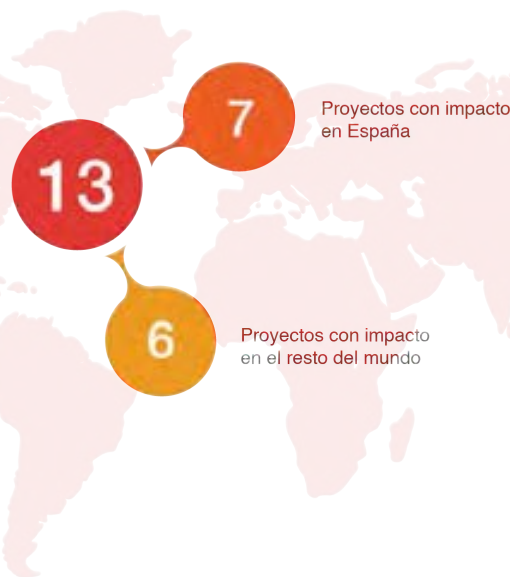 7
Proyectos con impacto
en España
13
6
Proyectos con impacto
en el resto del mundo